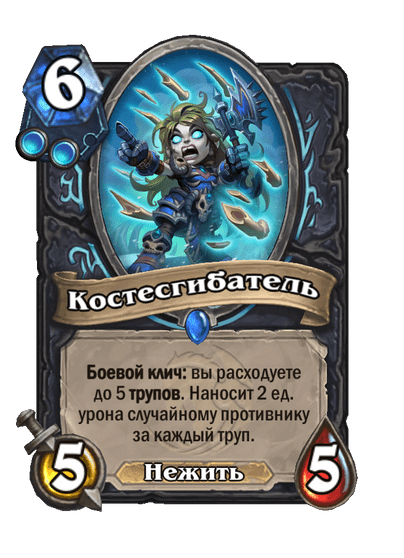 6
Костесгибатель
Боевой клич: вы расходуете
до 5 трупов. Наносит 2 ед.
урона случайному противнику
за каждый труп.
5
Нежить
5